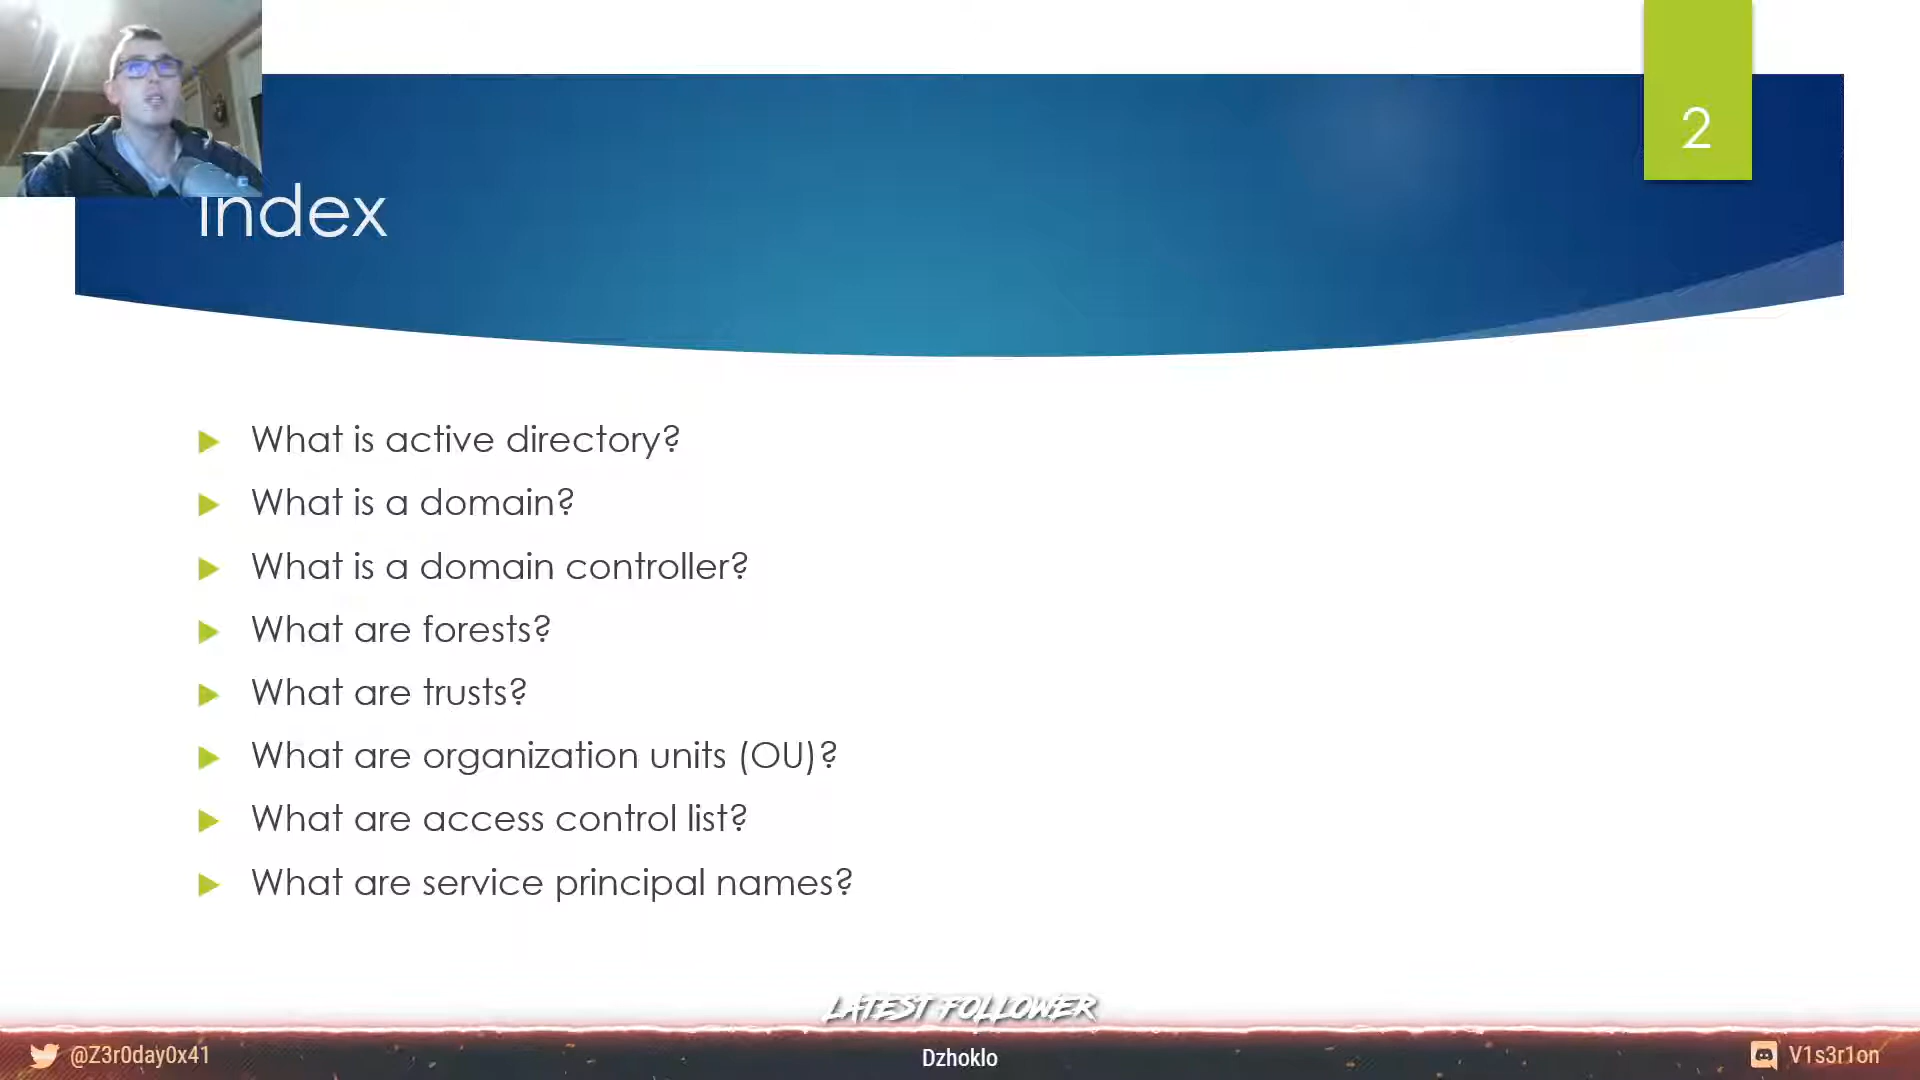 2
Index
What is active directory?
What is a domain?
What is a domain controller?
What are forests?
What are trusts?
What are organization units (OU)?
What are access control list?
What are service principal names?
LATEST FOLLOWER
@Z3r0day0x41
Dzhoklo
V1s3r1on